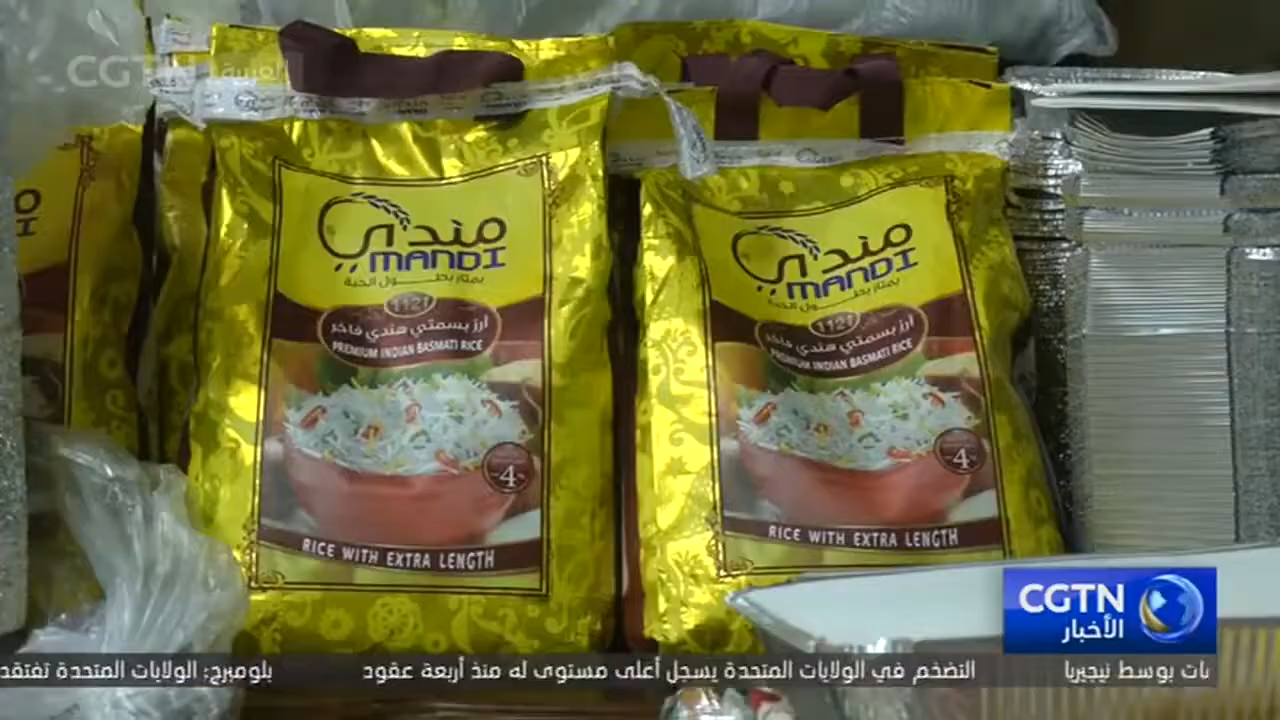 CGTN العربية
مندي
MANDI
يمتاز بطول الحبة
1121
أرز بسمتي هندي فاخر
PREMIUM INDIAN BASMATI RICE
4
RICE WITH EXTRA LENGTH
مندي
MANDI
يمتاز بطول الحبة
1121
أرز بسمتي هندي فاخر
PREMIUM INDIAN BASMATI RICE
4
RICE WITH EXTRA LENGTH
CGTN
الأخبار
بات بوسط نيجيريا التضخم في الولايات المتحدة يسجل أعلى مستوى له منذ أربعة عقود بلومبرج: الولايات المتحدة تفتقد